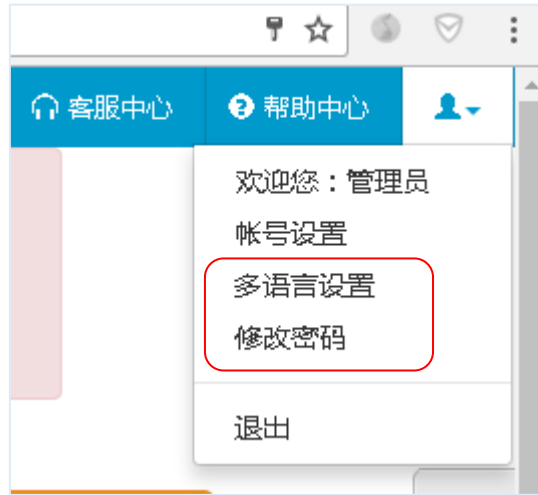 客服中心
帮助中心
欢迎您：管理员
帐号设置
多语言设置
修改密码
退出